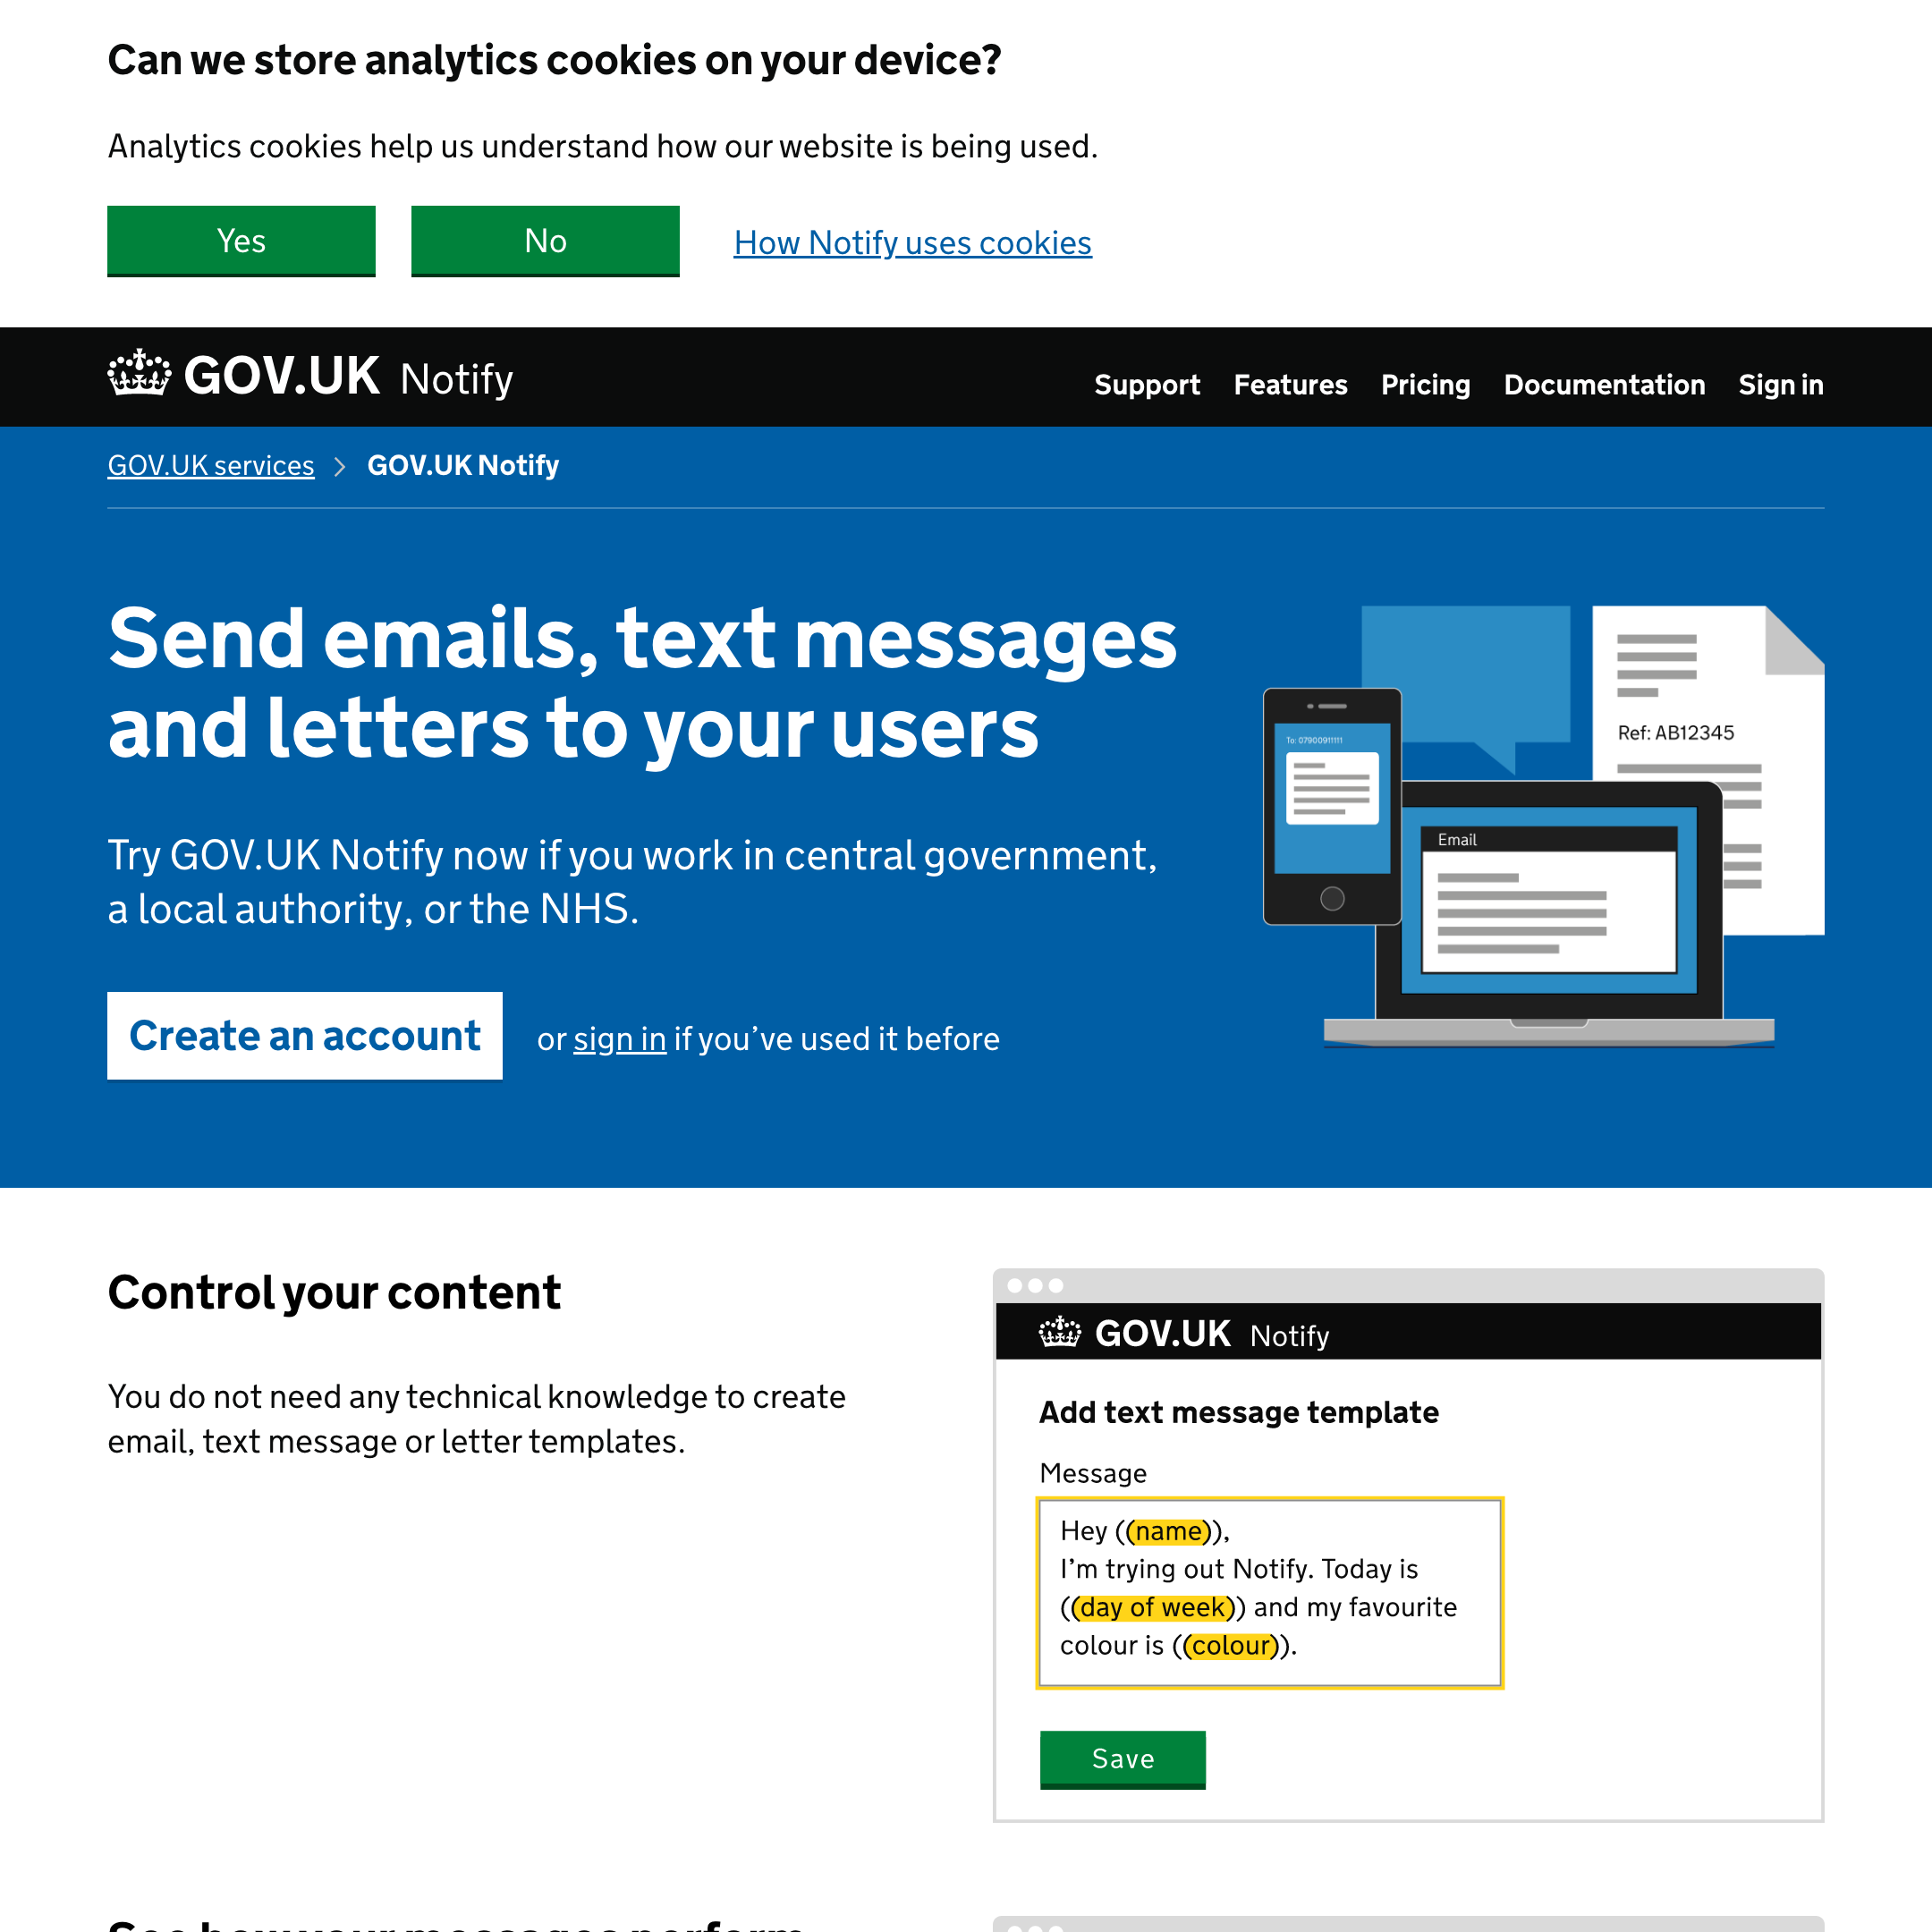 Can we store analytics cookies on your device?
Analytics cookies help us understand how our website is being used.
Yes
No
How Notify uses cookies
GOV.UK Notify
Support
Features
Pricing
Documentation
Sign in
GOV.UK services
GOV.UK Notify
Send emails, text messages
and letters to your users
Try GOV.UK Notify now if you work in central government,
a local authority, or the NHS.
Create an account
or sign in if you’ve used it before
To: 07900911111
Ref: AB12345
Email
Control your content
You do not need any technical knowledge to create
email, text message or letter templates.
GOV.UK Notify
Add text message template
Message
Hey ((name)),
I’m trying out Notify. Today is
((day of week)) and my favourite
colour is ((colour)).
Save
See how your messages perform